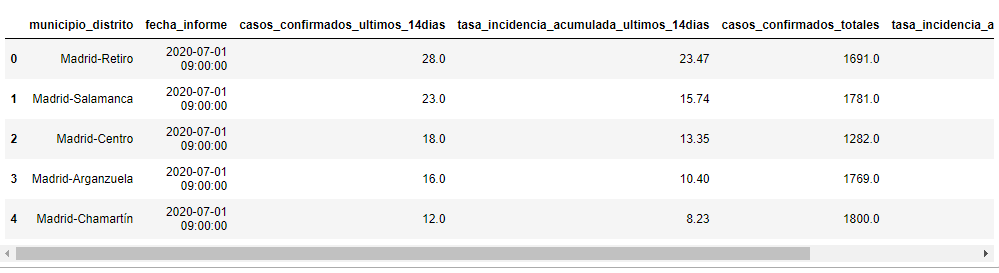 municipio_distrito fecha_informe casos_confirmados_ultimos_14dias tasa_incidencia_acumulada_ultimos_14dias casos_confirmados_totales tasa_incidencia_a
0 Madrid-Retiro 2020-07-01 09:00:00 28.0 23.47 1691.0
1 Madrid-Salamanca 2020-07-01 09:00:00 23.0 15.74 1781.0
2 Madrid-Centro 2020-07-01 09:00:00 18.0 13.35 1282.0
3 Madrid-Arganzuela 2020-07-01 09:00:00 16.0 10.40 1769.0
4 Madrid-Chamartín 2020-07-01 09:00:00 12.0 8.23 1800.0